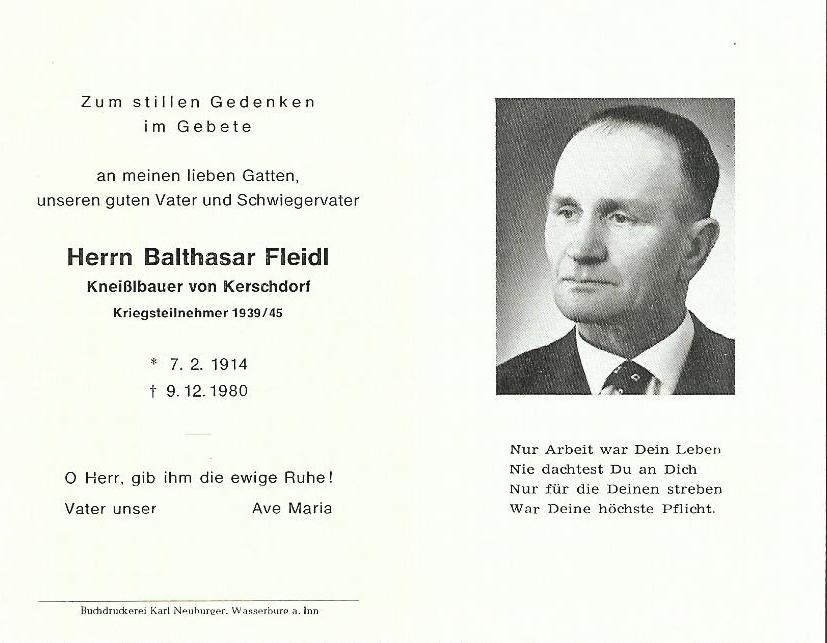 Zum stillen Gedenken
im Gebete
an meinen lieben Gatten,
unseren guten Vater und Schwiegervater
Herrn Balthasar Fleidl
Kneißlbauer von Kerschdorf
Kriegsteilnehmer 1939/45
* 7. 2. 1914
† 9. 12. 1980
O Herr, gib ihm die ewige Ruhe!
Vater unser Ave Maria
Buchdruckerei Karl Neuburger, Wasserburg a. Inn
Nur Arbeit war Dein Leben
Nie dachtest Du an Dich
Nur für die Deinen streben
War Deine höchste Pflicht.